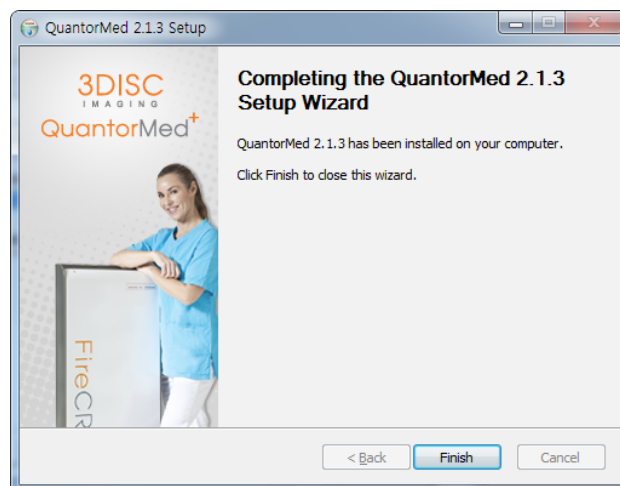 QuantorMed 2.1.3 Setup
3DISC
IMAGING
QuantorMed+
FireCR
Completing the QuantorMed 2.1.3
Setup Wizard
QuantorMed 2.1.3 has been installed on your computer.
Click Finish to close this wizard.
< Back
Finish
Cancel